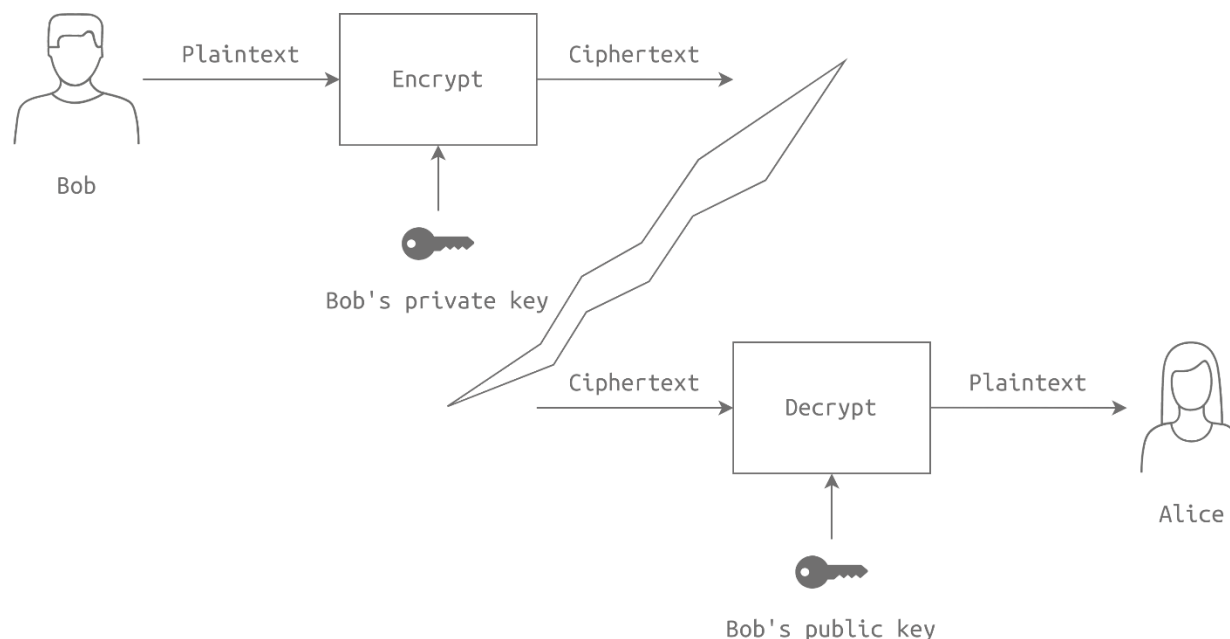 Plaintext
Ciphertext
Encrypt
Bob
Bob's private key
Ciphertext
Plaintext
Decrypt
Alice
Bob's public key